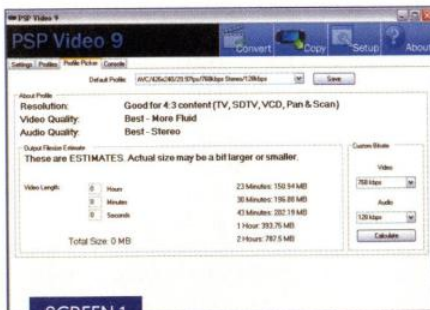 PSP Video 9
PSP Video 9
Convert Copy Setup About
Settings Profiles Profile Picker Console
Default Profile: AVC/426x240/29.97fps/768kbps Stereo/128kbps Save
About Profile
Resolution: Good for 4:3 content (TV, SDTV, VCD, Pan & Scan)
Video Quality: Best - More Fluid
Audio Quality: Best - Stereo
Output Filesize Estimate
These are ESTIMATES. Actual size may be a bit larger or smaller.
Custom Bitrate
Video Length: 0 Hour
0 Minutes
0 Seconds
23 Minutes: 150.94 MB
30 Minutes: 196.88 MB
43 Minutes: 282.19 MB
1 Hour: 393.75 MB
2 Hours: 787.5 MB
Total Size: 0 MB
Video
768 kbps
Audio
128 kbps
Calculate
SCREEN 1